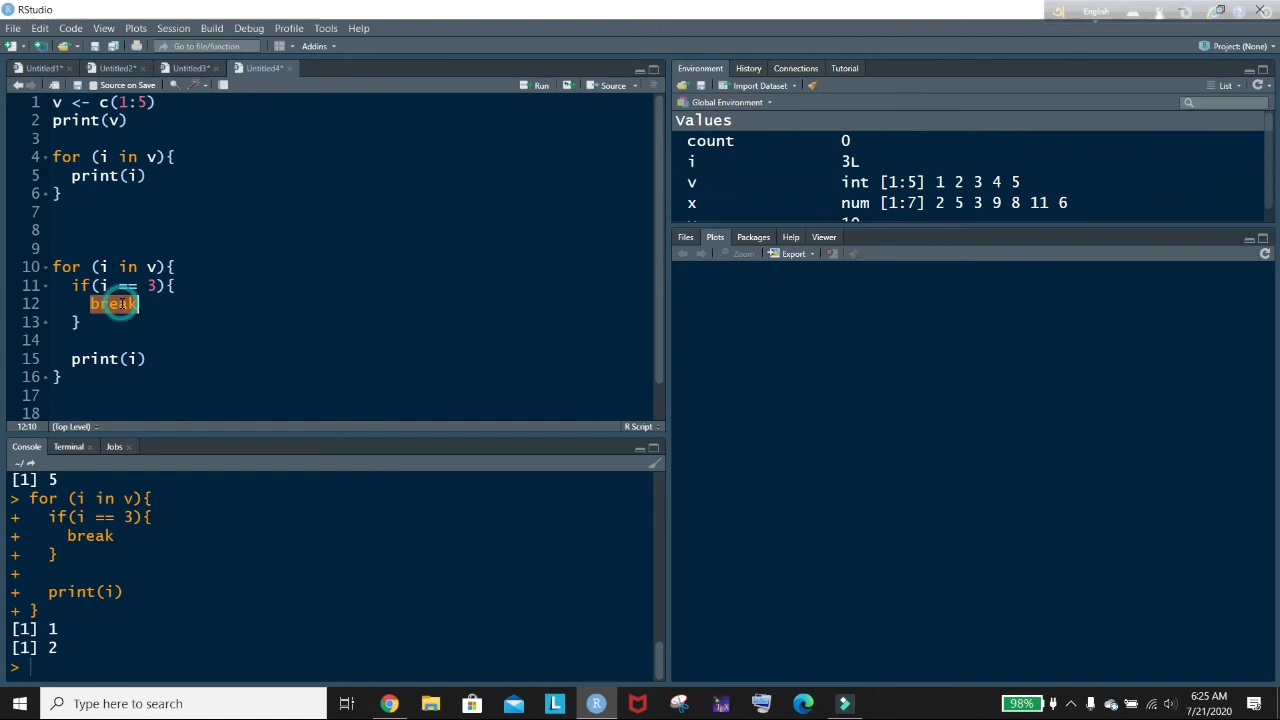 RStudio
English
File Edit Code View Plots Session Build Debug Profile Tools Help
Go to file/function
Addins
Project: (None)
Untitled1* Untitled2* Untitled3* Untitled4*
Source on Save
Run
Source
1 v <- c(1:5)
2 print(v)
3
4 for (i in v){
5 print(i)
6 }
7
8
9
10 for (i in v){
11 if(i == 3){
12 break
13 }
14
15 print(i)
16 }
17
18
12:10 (Top Level) R Script
Console Terminal Jobs
~/
[1] 5
> for (i in v){
+ if(i == 3){
+ break
+ }
+
+ print(i)
+ }
[1] 1
[1] 2
>
Environment History Connections Tutorial
Import Dataset
List
Global Environment
Values
count 0
i 3L
v int [1:5] 1 2 3 4 5
x num [1:7] 2 5 3 9 8 11 6
Files Plots Packages Help Viewer
Zoom Export
Type here to search
98%
6:25 AM
7/21/2020